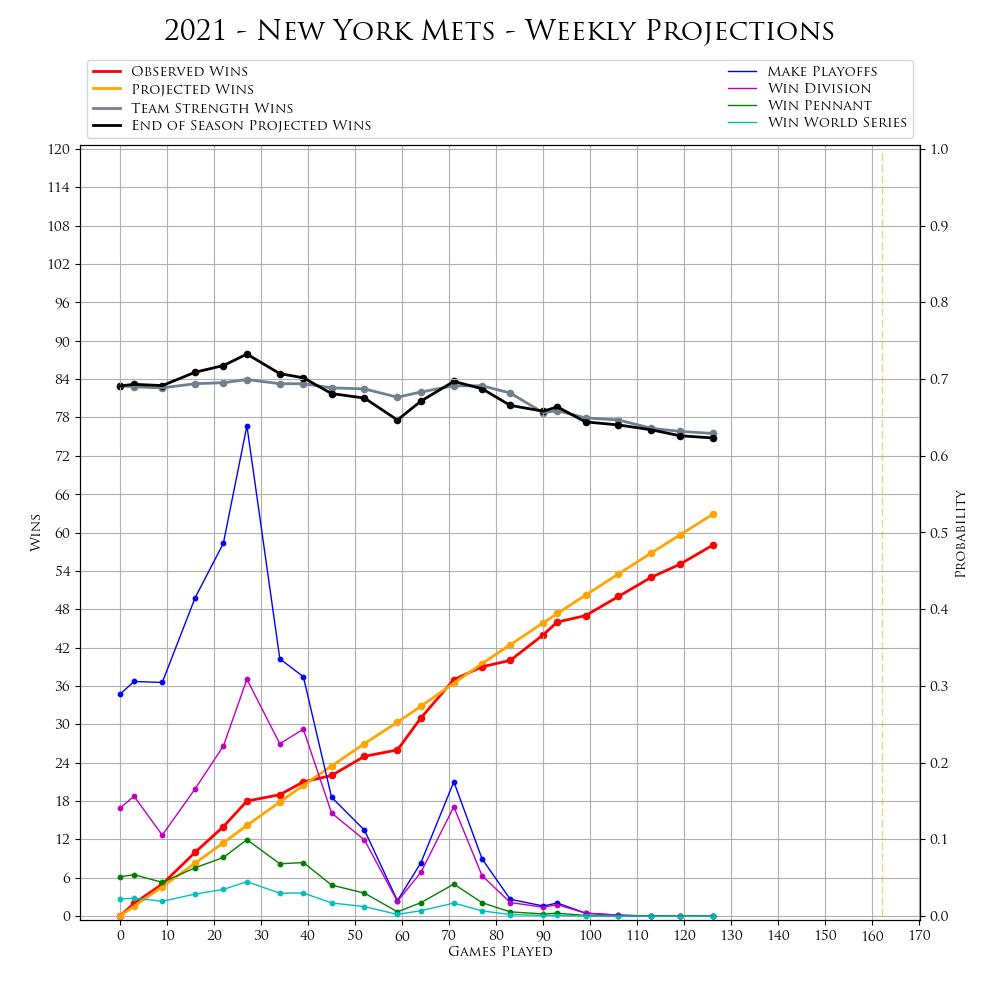 2021 - New York Mets - Weekly Projections
Observed Wins
Projected Wins
Team Strength Wins
End of Season Projected Wins
Make Playoffs
Win Division
Win Pennant
Win World Series
120
114
108
102
96
90
84
78
72
66
60
54
48
42
36
30
24
18
12
6
0
Wins
1.0
0.9
0.8
0.7
0.6
0.5
0.4
0.3
0.2
0.1
0.0
Probability
0 10 20 30 40 50 60 70 80 90 100 110 120 130 140 150 160 170
Games Played